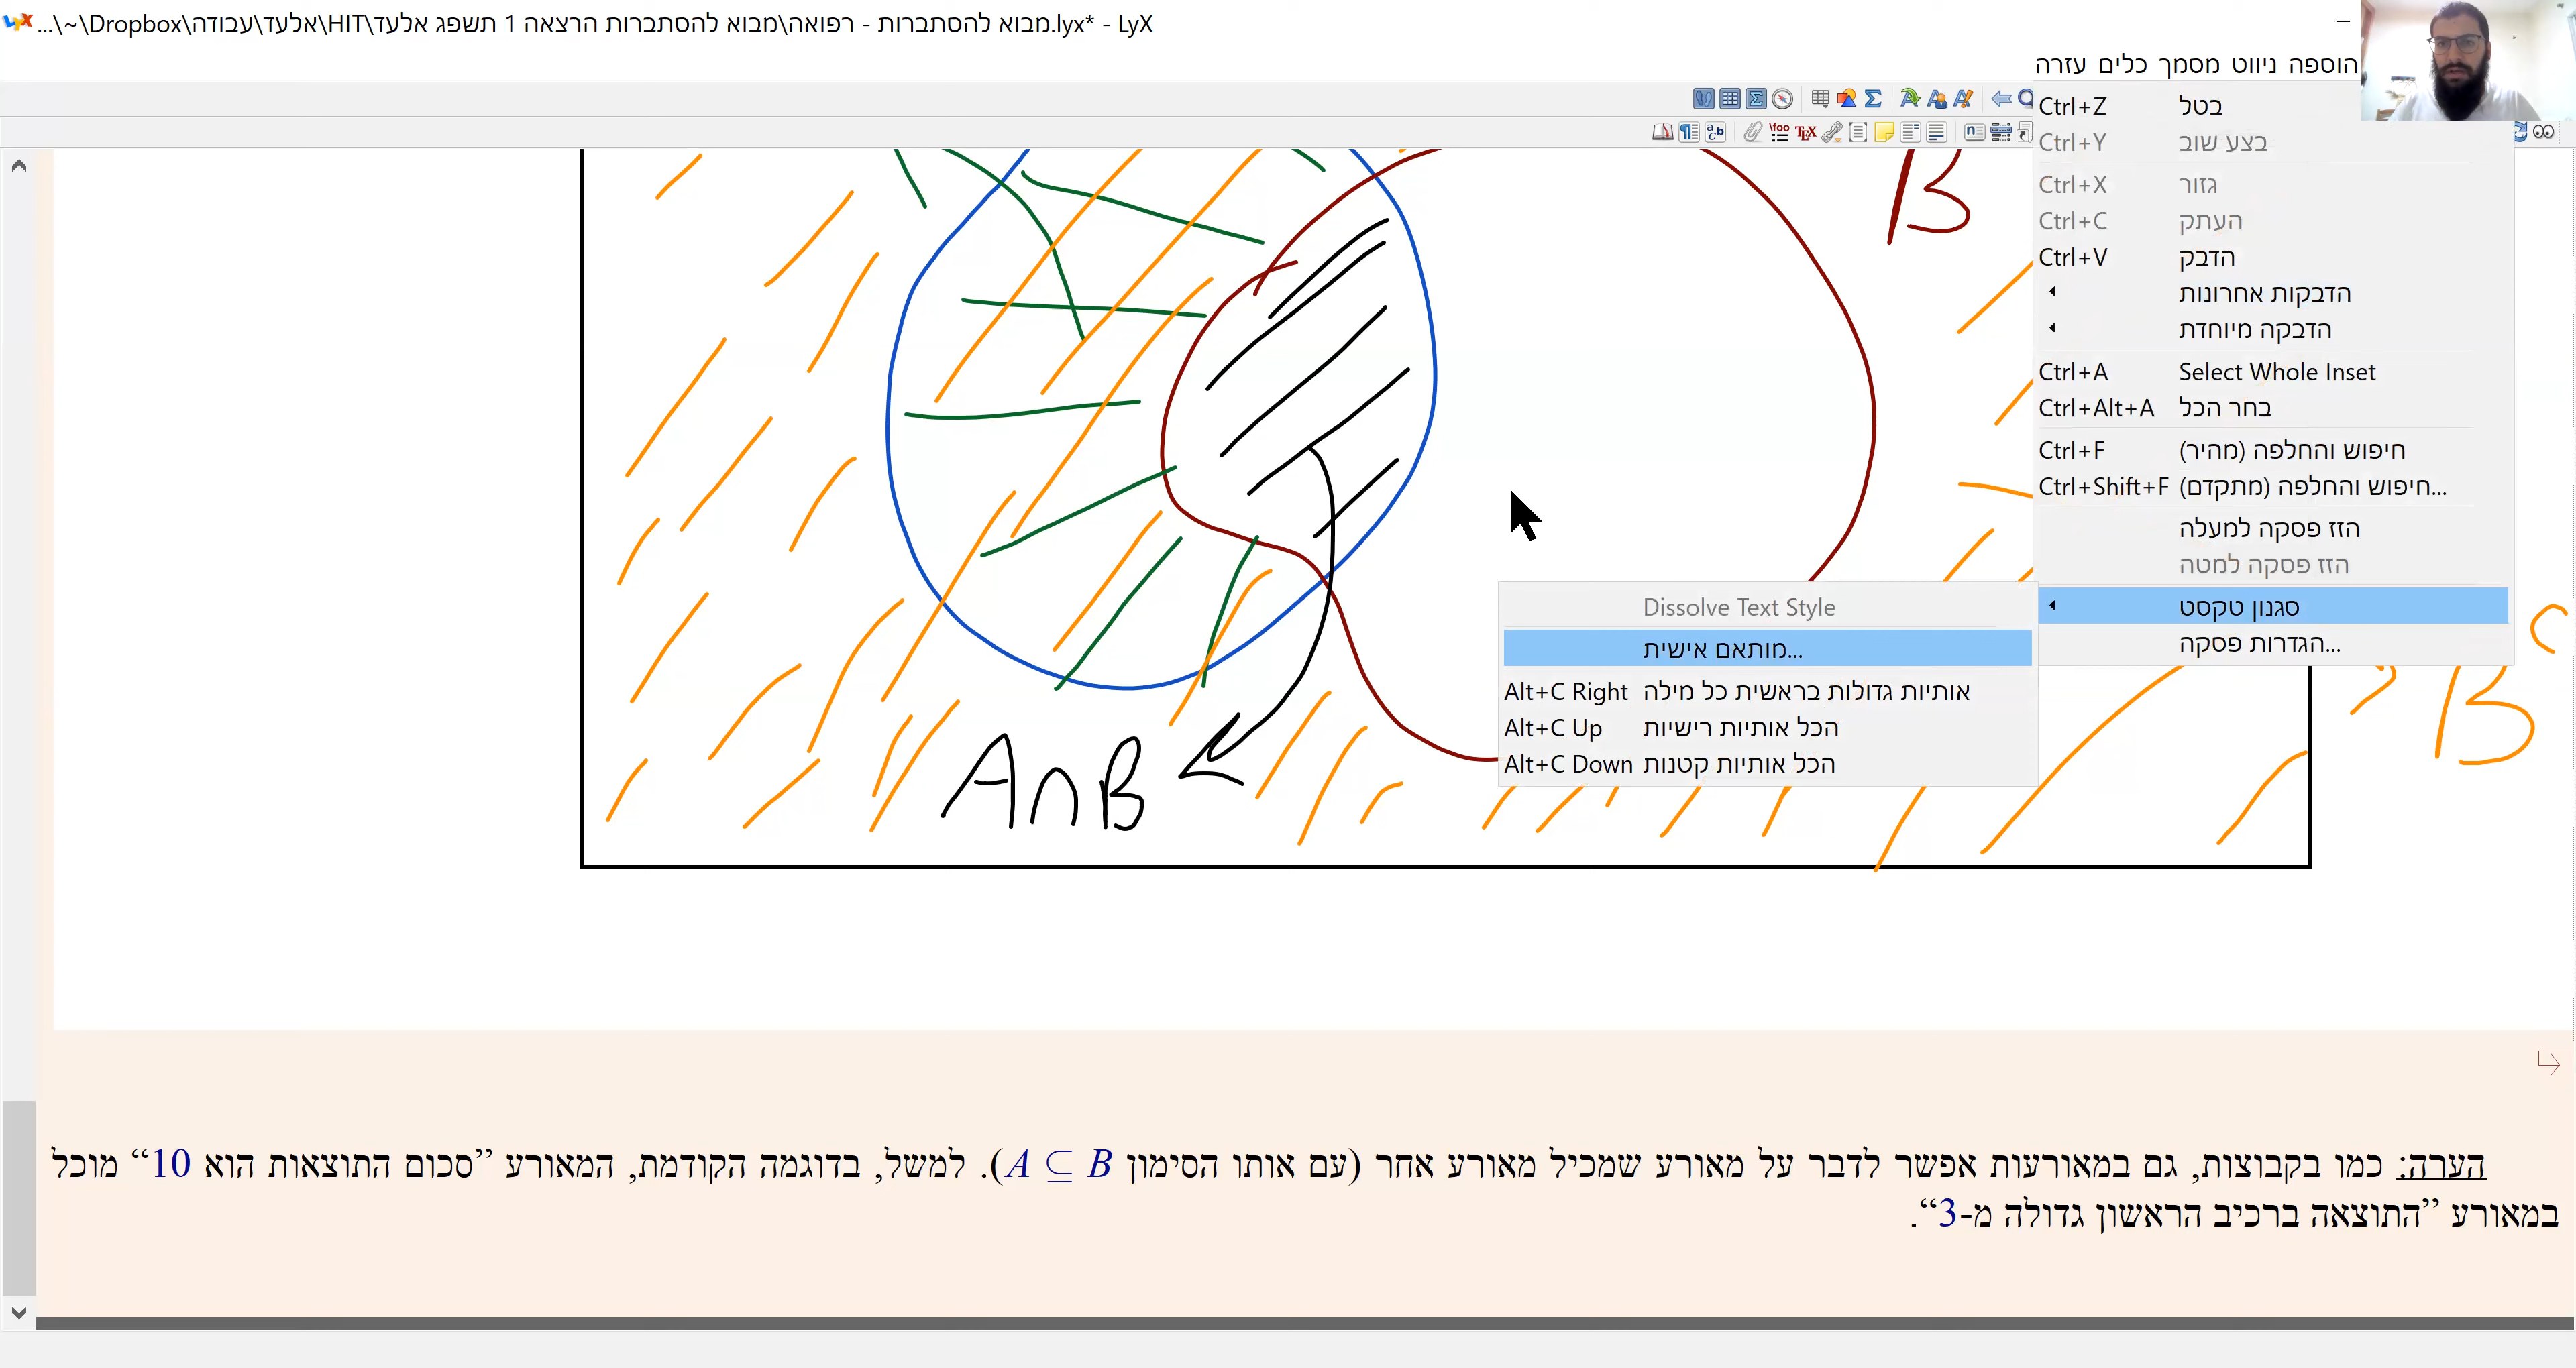 ...\~\Dropbox\עבודה\אלעד\HIT\מבוא להסתברות - רפואה\מבוא להסתברות הרצאה 1 תשפג אלעד.lyx* - LyX
הוספה ניווט מסמך כלים עזרה
בטל Ctrl+Z
בצע שוב Ctrl+Y
גזור Ctrl+X
העתק Ctrl+C
הדבק Ctrl+V
הדבקות אחרונות
הדבקה מיוחדת
Select Whole Inset Ctrl+A
בחר הכל Ctrl+Alt+A
חיפוש והחלפה (מהיר) Ctrl+F
חיפוש והחלפה (מתקדם)... Ctrl+Shift+F
הזז פסקה למעלה
הזז פסקה למטה
סגנון טקסט
הגדרות פסקה...
Dissolve Text Style
מותאם אישית...
אותיות גדולות בראשית כל מילה Alt+C Right
הכל אותיות רישיות Alt+C Up
הכל אותיות קטנות Alt+C Down
B
B
C
A∩B
הערה: כמו בקבוצות, גם במאורעות אפשר לדבר על מאורע שמכיל מאורע אחר (עם אותו הסימון A ⊆ B). למשל, בדוגמה הקודמת, המאורע ”סכום התוצאות הוא 10“ מוכל
במאורע ”התוצאה ברכיב הראשון גדולה מ-3“.